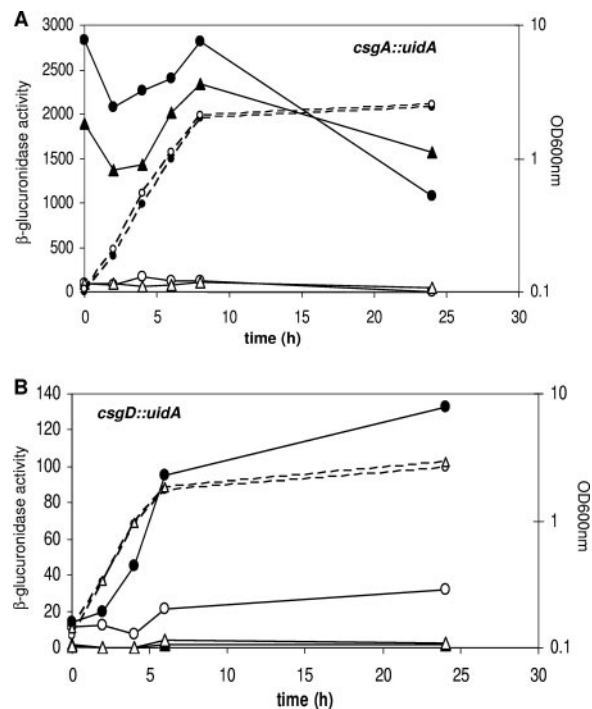 A
csgA::uidA
β-glucuronidase activity
3000
2500
2000
1500
1000
500
0
10
1
0.1
OD600nm
0 5 10 15 20 25 30
time (h)
B
csgD::uidA
β-glucuronidase activity
140
120
100
80
60
40
20
0
10
1
0.1
OD600nm
0 5 10 15 20 25 30
time (h)